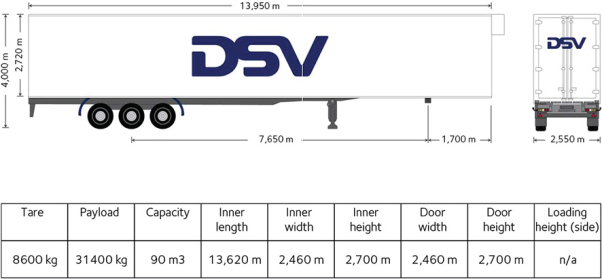 13,950 m
4,000 m
2,720 m
DSV
DSV
7,650 m
1,700 m
2,550 m
Tare
Payload
Capacity
Inner length
Inner width
Inner height
Door width
Door height
Loading height (side)
8600 kg
31400 kg
90 m3
13,620 m
2,460 m
2,700 m
2,460 m
2,700 m
n/a